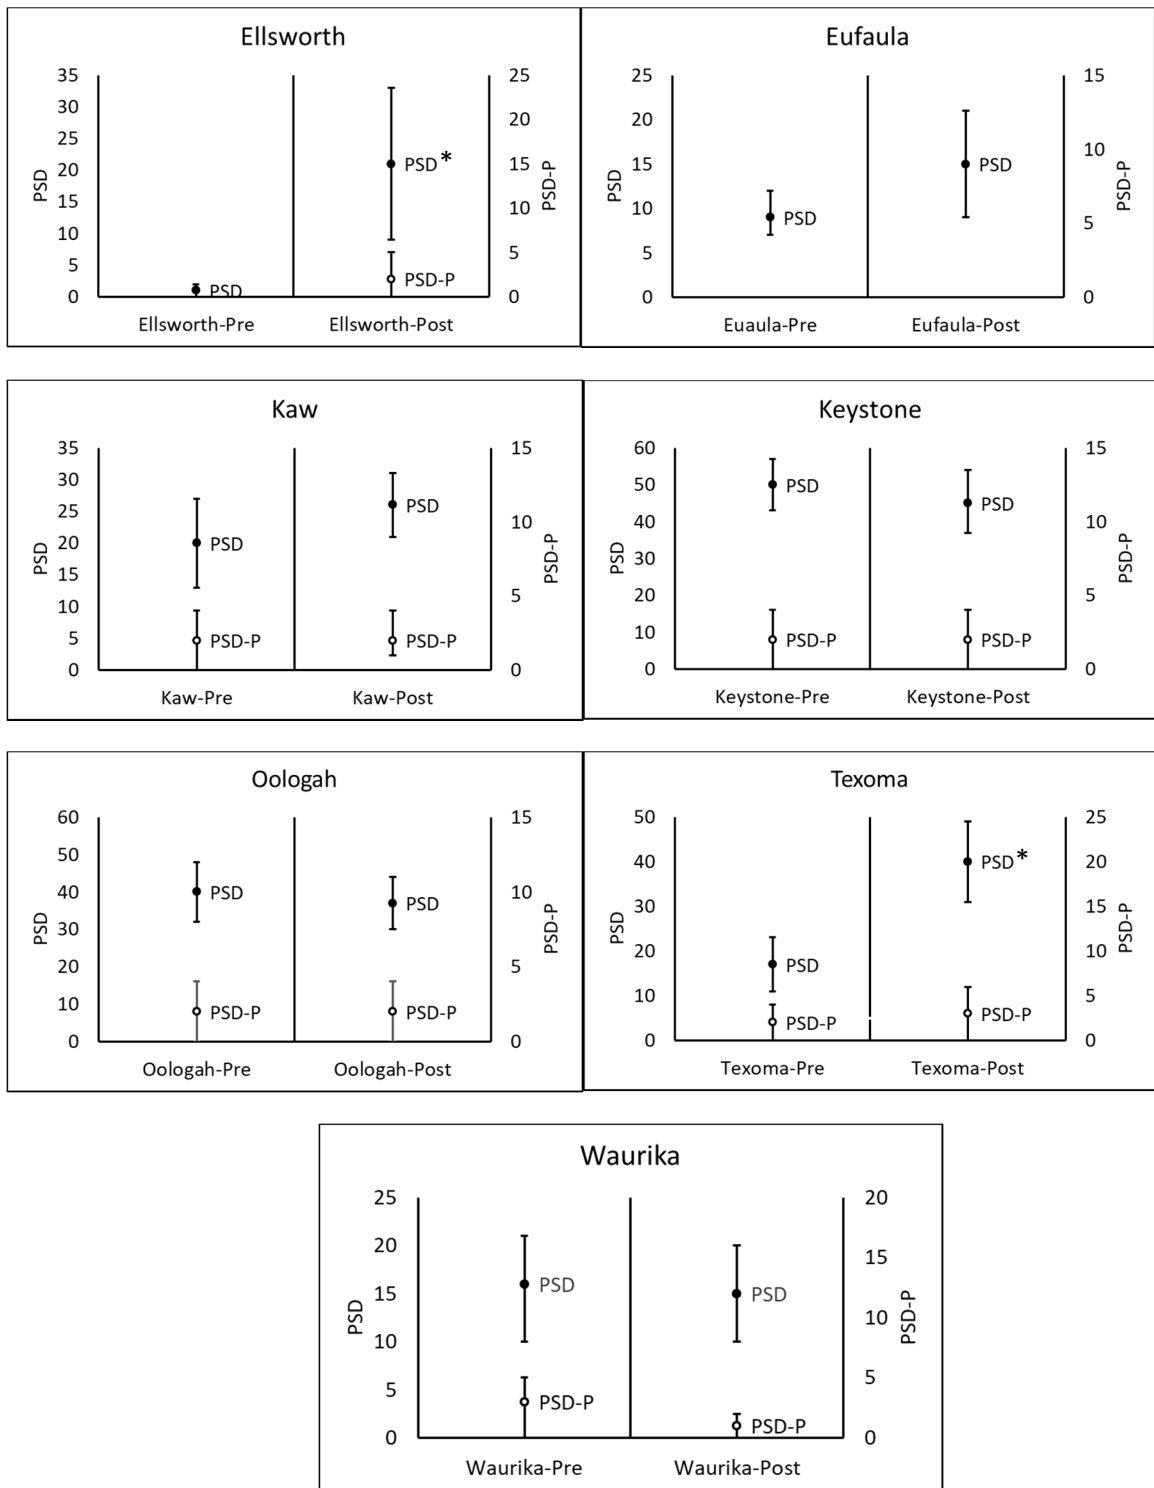 Ellsworth
35
30
25
20
15
10
5
0
PSD
25
20
15
10
5
0
PSD-P
PSD
PSD*
PSD-P
Ellsworth-Pre
Ellsworth-Post
Eufaula
25
20
15
10
5
0
PSD
15
10
5
0
PSD-P
PSD
PSD
Euaula-Pre
Eufaula-Post
Kaw
35
30
25
20
15
10
5
0
PSD
15
10
5
0
PSD-P
PSD
PSD
PSD-P
PSD-P
Kaw-Pre
Kaw-Post
Keystone
60
50
40
30
20
10
0
PSD
15
10
5
0
PSD-P
PSD
PSD
PSD-P
PSD-P
Keystone-Pre
Keystone-Post
Oologah
60
50
40
30
20
10
0
PSD
15
10
5
0
PSD-P
PSD
PSD
PSD-P
PSD-P
Oologah-Pre
Oologah-Post
Texoma
50
40
30
20
10
0
PSD
25
20
15
10
5
0
PSD-P
PSD
PSD*
PSD-P
PSD-P
Texoma-Pre
Texoma-Post
Waurika
25
20
15
10
5
0
PSD
20
15
10
5
0
PSD-P
PSD
PSD
PSD-P
PSD-P
Waurika-Pre
Waurika-Post